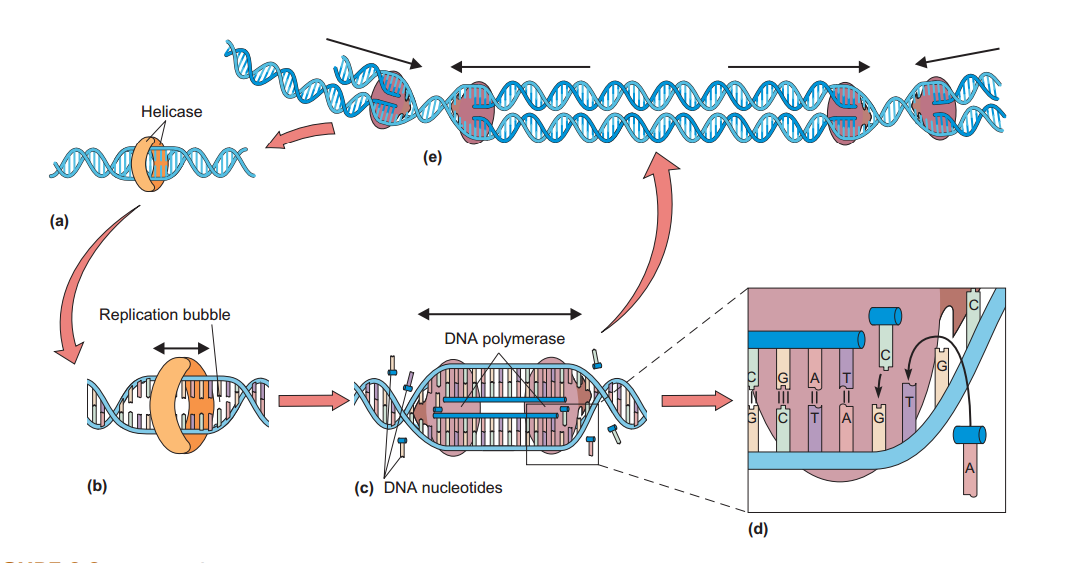 Helicase
(e)
(a)
Replication bubble
DNA polymerase
(b)
(c) DNA nucleotides
C
C
G
C G A T
G C T A G T
A
(d)